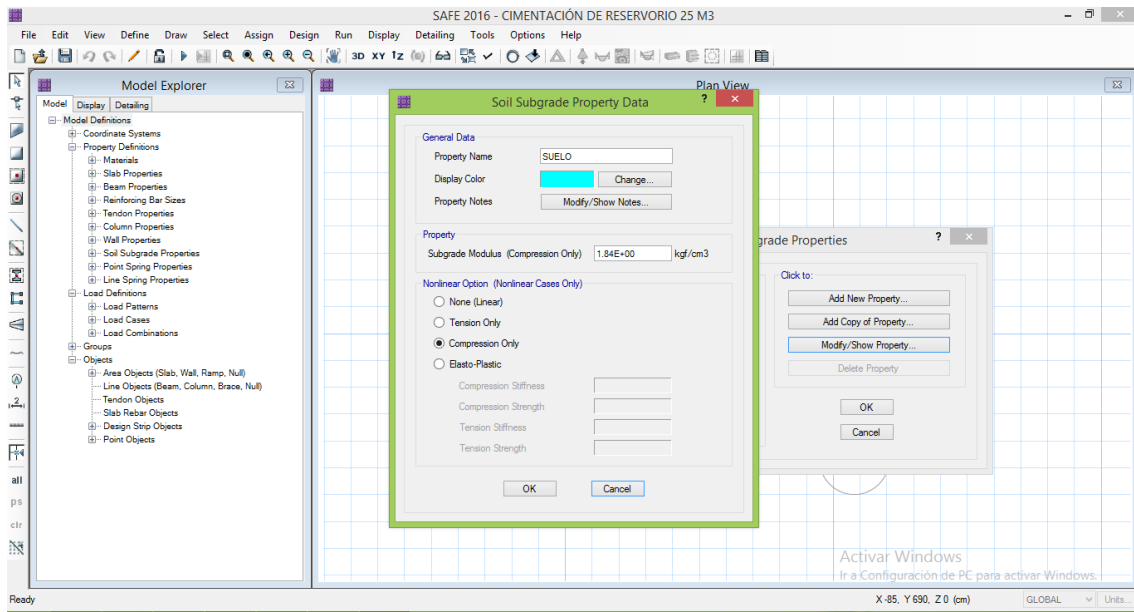 SAFE 2016 - CIMENTACIÓN DE RESERVORIO 25 M3
File Edit View Define Draw Select Assign Design Run Display Detailing Tools Options Help
3D XY 1Z
Model Explorer
Model Display Detailing
Model Definitions
Coordinate Systems
Property Definitions
Materials
Slab Properties
Beam Properties
Reinforcing Bar Sizes
Tendon Properties
Column Properties
Wall Properties
Soil Subgrade Properties
Point Spring Properties
Line Spring Properties
Load Definitions
Load Patterns
Load Cases
Load Combinations
Groups
Objects
Area Objects (Slab, Wall, Ramp, Null)
Line Objects (Beam, Column, Brace, Null)
Tendon Objects
Slab Rebar Objects
Design Strip Objects
Point Objects
all
ps
clr
Plan View
Soil Subgrade Property Data ?
General Data
Property Name SUELO
Display Color Change...
Property Notes Modify/Show Notes...
Property
Subgrade Modulus (Compression Only) 1.84E+00 kgf/cm3
Nonlinear Option (Nonlinear Cases Only)
None (Linear)
Tension Only
Compression Only
Elasto-Plastic
Compression Stiffness
Compression Strength
Tension Stiffness
Tension Strength
OK Cancel
grade Properties ?
Click to:
Add New Property...
Add Copy of Property...
Modify/Show Property...
Delete Property
OK
Cancel
Activar Windows
Ir a Configuración de PC para activar Windows.
Ready X -85, Y 690, Z 0 (cm) GLOBAL Units...